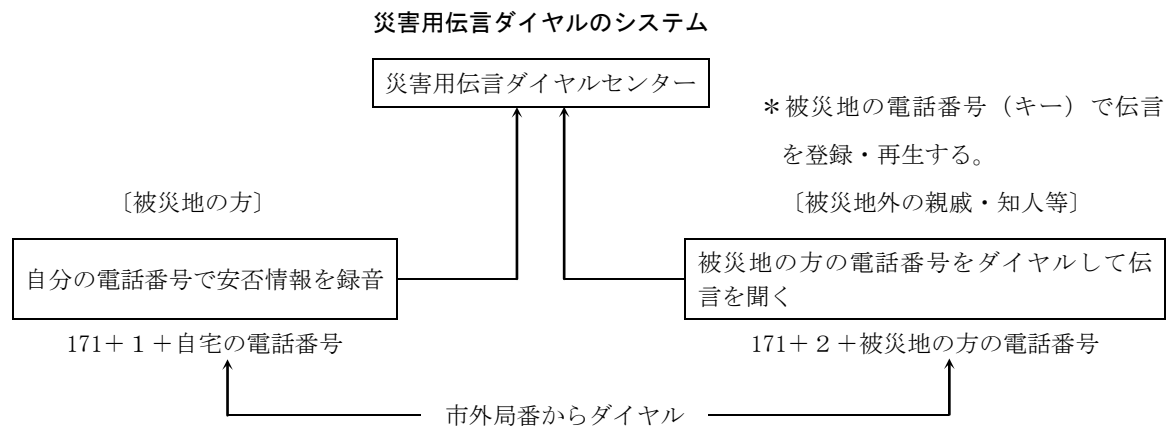 災害用伝言ダイヤルのシステム
災害用伝言ダイヤルセンター
＊被災地の電話番号（キー）で伝言
を登録・再生する。
〔被災地の方〕
〔被災地外の親戚・知人等〕
自分の電話番号で安否情報を録音
被災地の方の電話番号をダイヤルして伝
言を聞く
171＋１＋自宅の電話番号
171＋２＋被災地の方の電話番号
市外局番からダイヤル